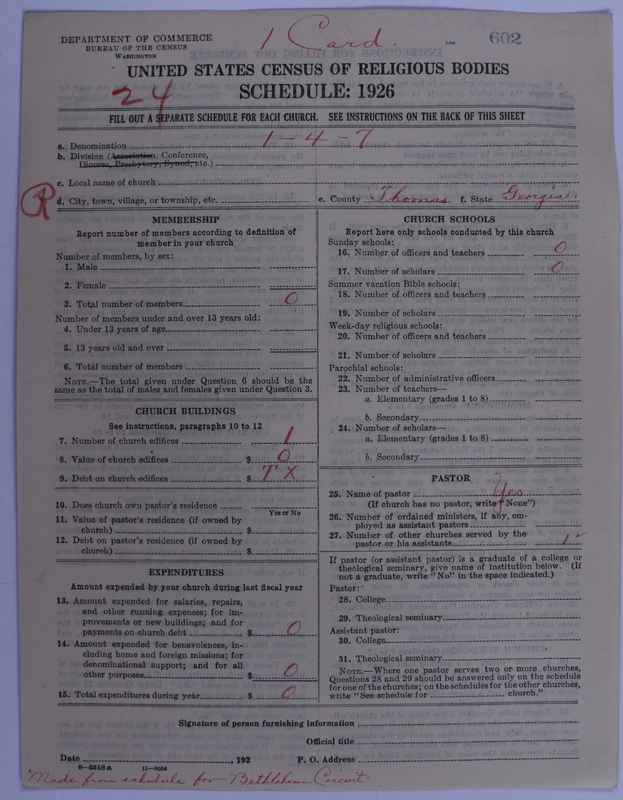 DEPARTMENT OF COMMERCE
BUREAU OF THE CENSUS
WASHINGTON
1 Card.
602
UNITED STATES CENSUS OF RELIGIOUS BODIES
SCHEDULE: 1926
24
FILL OUT A SEPARATE SCHEDULE FOR EACH CHURCH. SEE INSTRUCTIONS ON THE BACK OF THIS SHEET
a. Denomination 1-4-7
b. Division (Association, Conference,
Diocese, Presbytery, Synod, etc.)
c. Local name of church
R
d. City, town, village, or township, etc. e. County Thomas f. State Georgia
MEMBERSHIP
Report number of members according to definition of
member in your church
Number of members, by sex:
1. Male
2. Female
3. Total number of members 0
Number of members under and over 13 years old:
4. Under 13 years of age
5. 13 years old and over
6. Total number of members
NOTE.—The total given under Question 6 should be the
same as the total of males and females given under Question 3.
CHURCH BUILDINGS
See instructions, paragraphs 10 to 12
7. Number of church edifices 1
8. Value of church edifices $ 0
9. Debt on church edifices $ TX
10. Does church own pastor's residence
Yes or No
11. Value of pastor's residence (if owned by
church) $
12. Debt on pastor's residence (if owned by
church) $
EXPENDITURES
Amount expended by your church during last fiscal year
13. Amount expended for salaries, repairs,
and other running expenses; for im-
provements or new buildings; and for
payments on church debt $ 0
14. Amount expended for benevolences, in-
cluding home and foreign missions; for
denominational support; and for all
other purposes $ 0
15. Total expenditures during year $ 0
CHURCH SCHOOLS
Report here only schools conducted by this church
Sunday schools:
16. Number of officers and teachers 0
17. Number of scholars 0
Summer vacation Bible schools:
18. Number of officers and teachers
19. Number of scholars
Week-day religious schools:
20. Number of officers and teachers
21. Number of scholars
Parochial schools:
22. Number of administrative officers
23. Number of teachers—
a. Elementary (grades 1 to 8)
b. Secondary
24. Number of scholars—
a. Elementary (grades 1 to 8)
b. Secondary
PASTOR
25. Name of pastor Yes
(If church has no pastor, write "None")
26. Number of ordained ministers, if any, em-
ployed as assistant pastors
27. Number of other churches served by the
pastor or his assistants
If pastor (or assistant pastor) is a graduate of a college or
theological seminary, give name of institution below. (If
not a graduate, write "No" in the space indicated.)
Pastor:
28. College
29. Theological seminary
Assistant pastor:
30. College
31. Theological seminary
NOTE.—Where one pastor serves two or more churches,
Questions 28 and 29 should be answered only on the schedule
for one of the churches; on the schedules for the other churches,
write "See schedule for church."
Signature of person furnishing information
Official title
Date , 192 P. O. Address
8—5318a 11—9054
Made from schedule for Bethlehem Circuit